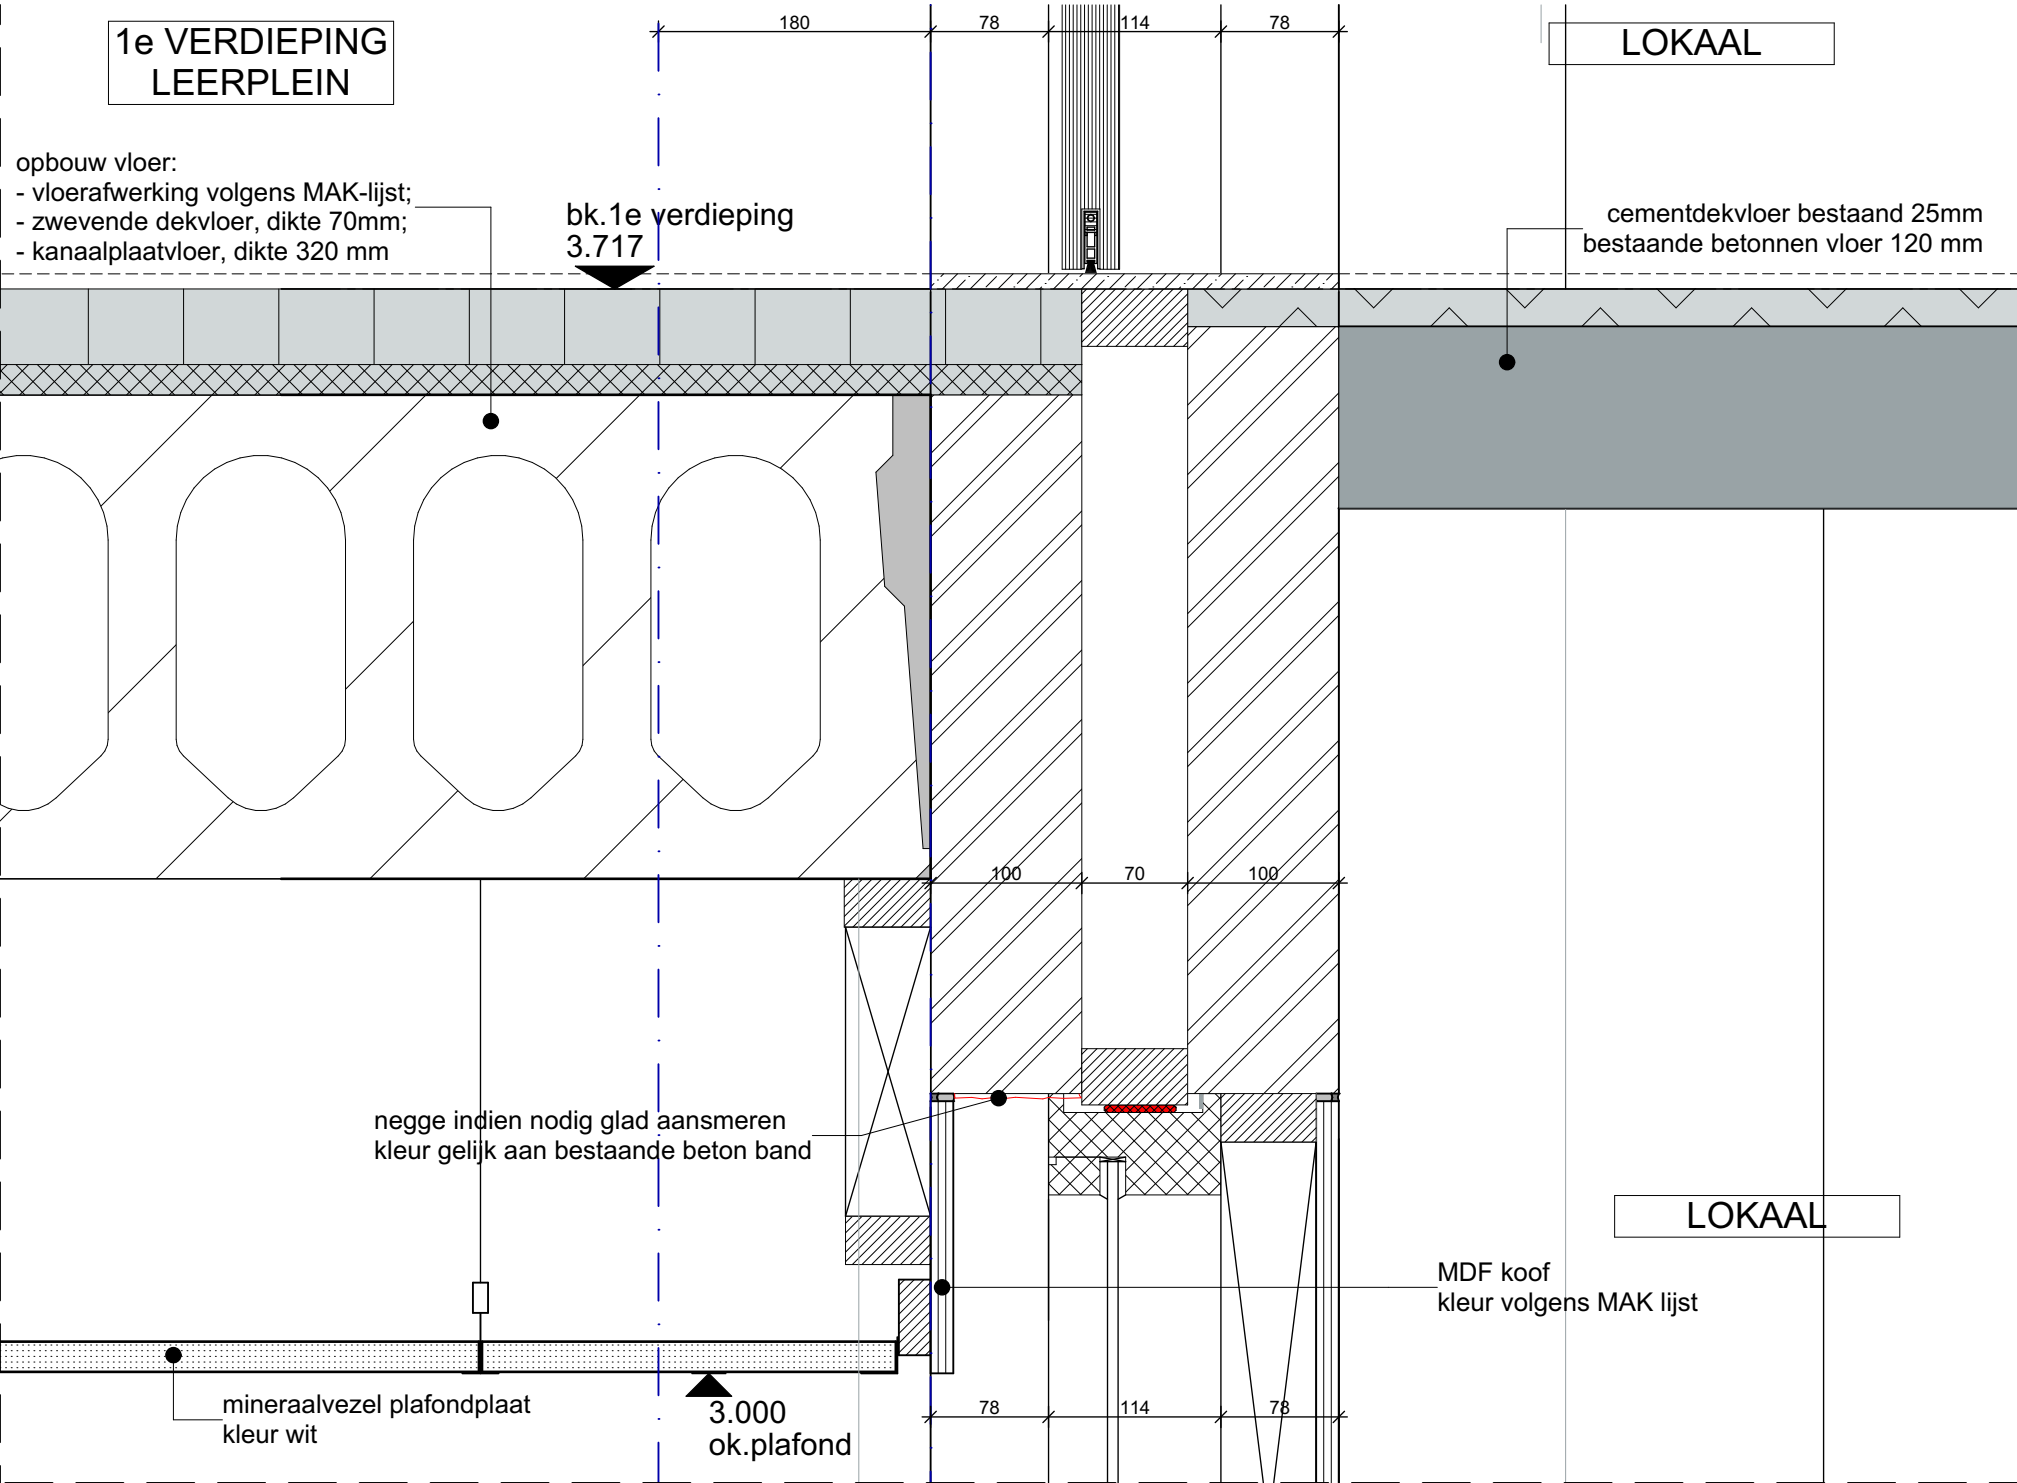 180
78
114
78
1e VERDIEPING
LEERPLEIN
LOKAAL
opbouw vloer:
- vloerafwerking volgens MAK-lijst;
- zwevende dekvloer, dikte 70mm;
- kanaalplaatvloer, dikte 320 mm
bk.1e verdieping
3.717
cementdekvloer bestaand 25mm
bestaande betonnen vloer 120 mm
100
70
100
negge indien nodig glad aansmeren
kleur gelijk aan bestaande beton band
LOKAAL
MDF koof
kleur volgens MAK lijst
mineraalvezel plafondplaat
kleur wit
3.000
ok.plafond
78
114
78